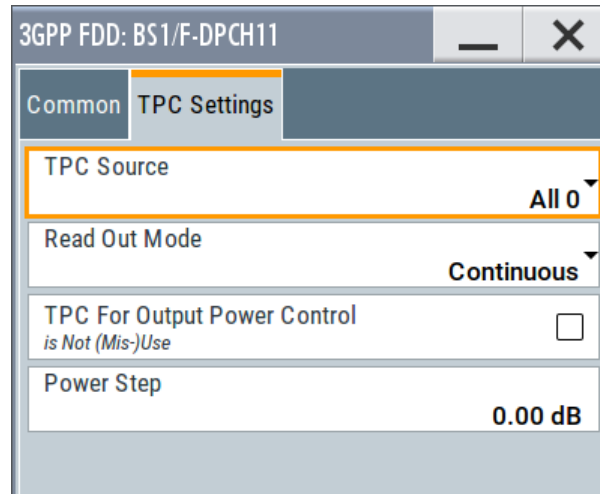 3GPP FDD: BS1/F-DPCH11
Common TPC Settings
TPC Source
All 0
Read Out Mode
Continuous
TPC For Output Power Control
is Not (Mis-)Use
Power Step
0.00 dB